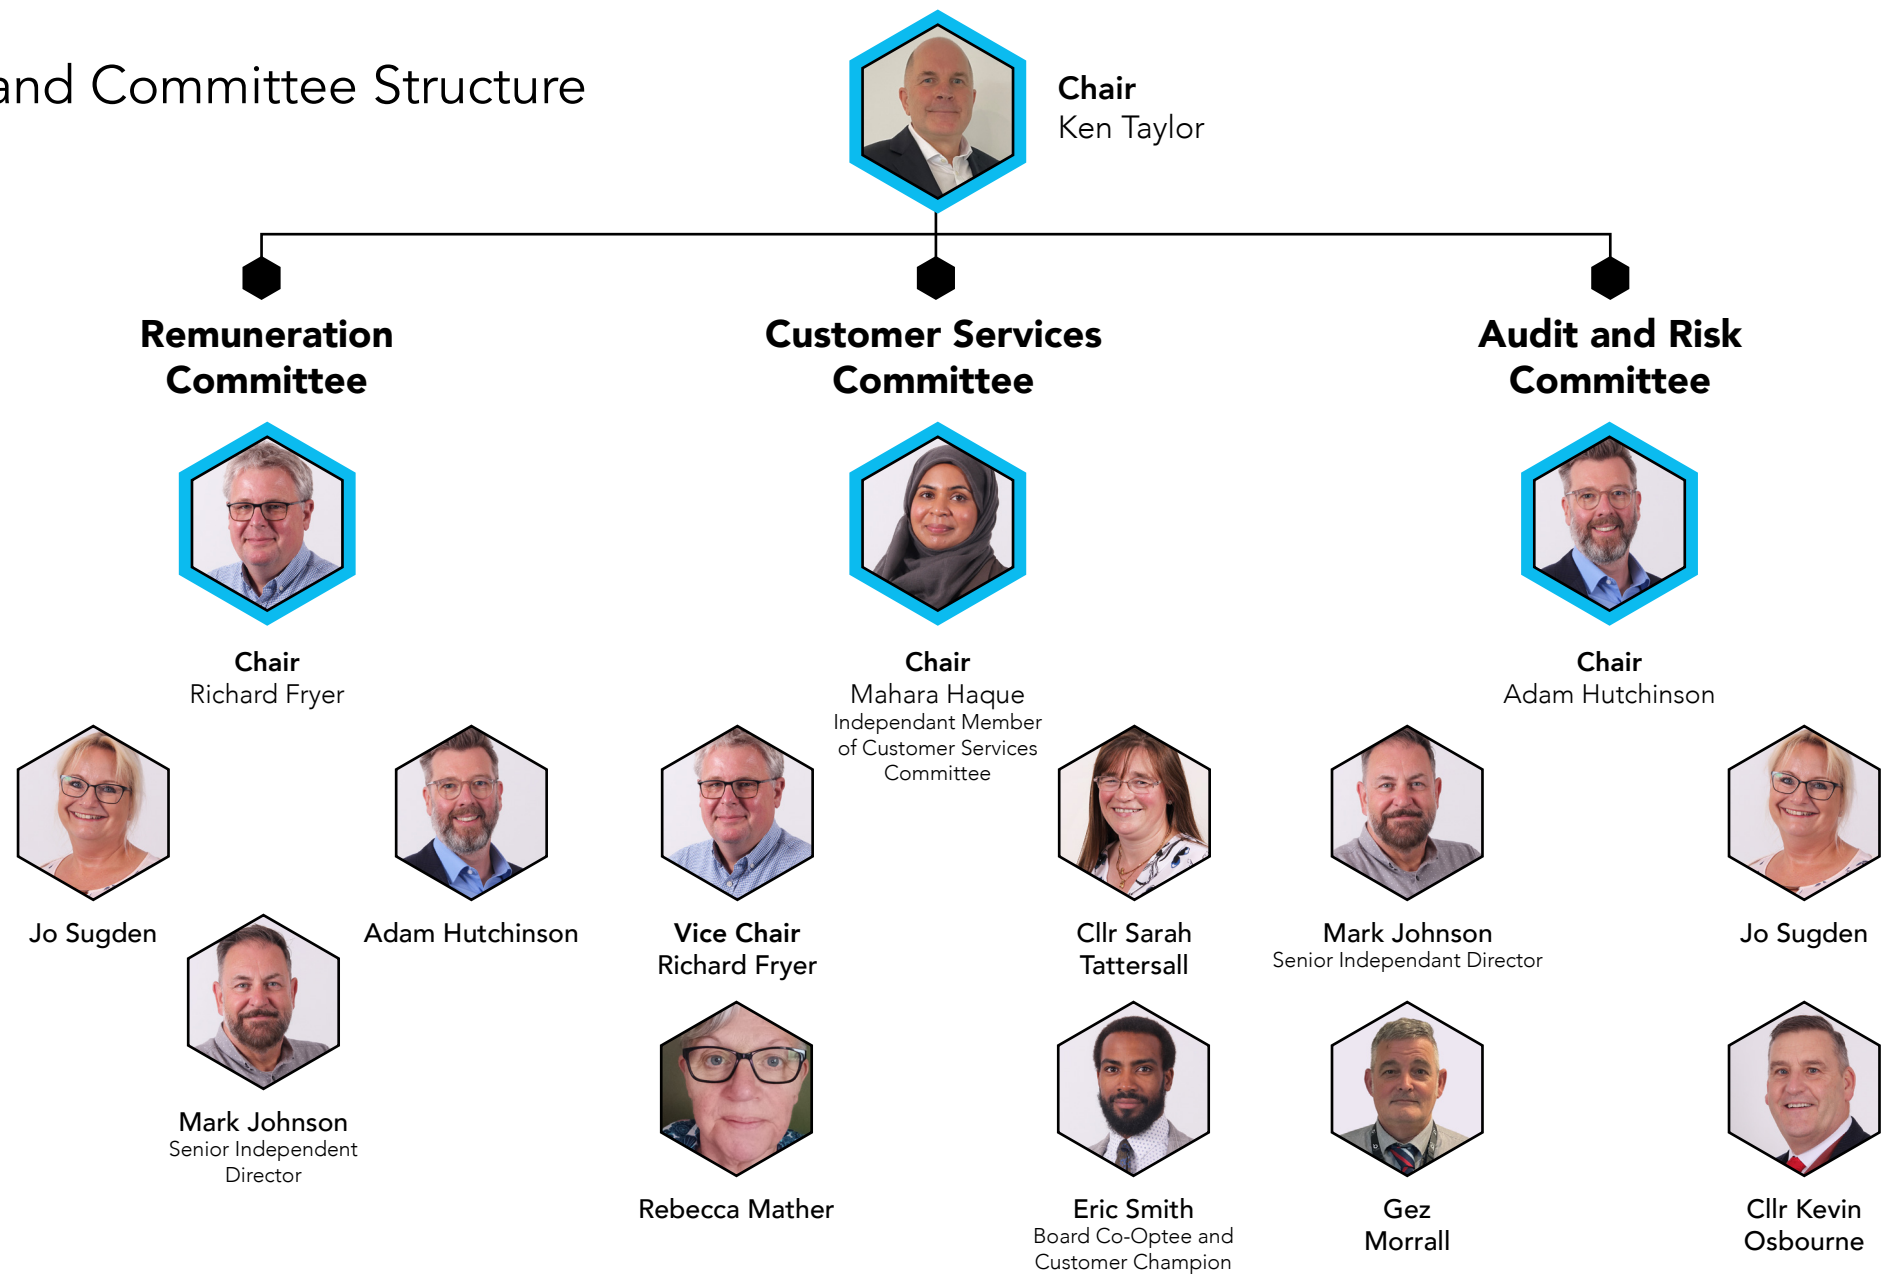 and Committee Structure
Chair
Ken Taylor
Remuneration
Committee
Chair
Richard Fryer
Jo Sugden
Adam Hutchinson
Mark Johnson
Senior Independent
Director
Customer Services
Committee
Chair
Mahara Haque
Independant Member
of Customer Services
Committee
Vice Chair
Richard Fryer
Cllr Sarah
Tattersall
Rebecca Mather
Eric Smith
Board Co-Optee and
Customer Champion
Audit and Risk
Committee
Chair
Adam Hutchinson
Mark Johnson
Senior Independant Director
Jo Sugden
Gez
Morrall
Cllr Kevin
Osbourne